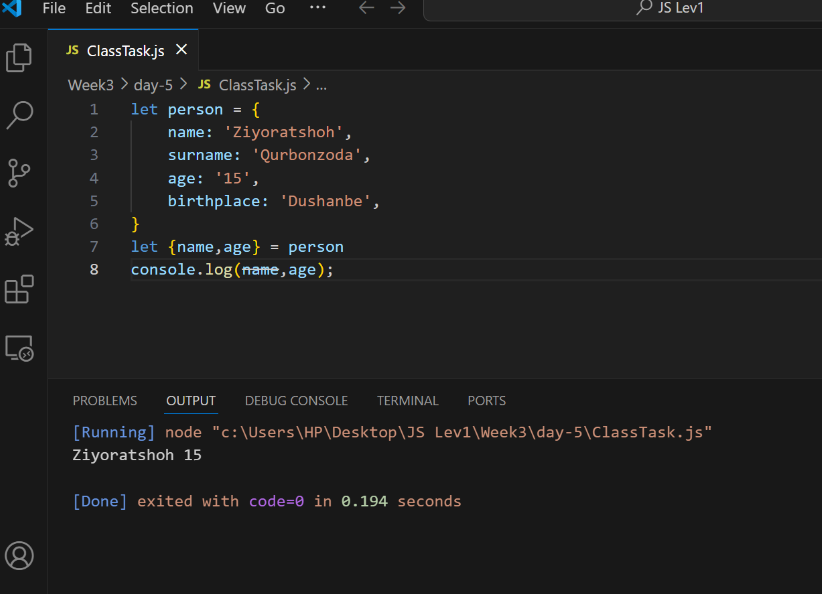 File Edit Selection View Go ··· JS Lev1
JS ClassTask.js
Week3 > day-5 > JS ClassTask.js > ...
1 let person = {
2 name: 'Ziyoratshoh',
3 surname: 'Qurbonzoda',
4 age: '15',
5 birthplace: 'Dushanbe',
6 }
7 let {name,age} = person
8 console.log(name,age);
PROBLEMS OUTPUT DEBUG CONSOLE TERMINAL PORTS
[Running] node "c:\Users\HP\Desktop\JS Lev1\Week3\day-5\ClassTask.js"
Ziyoratshoh 15
[Done] exited with code=0 in 0.194 seconds